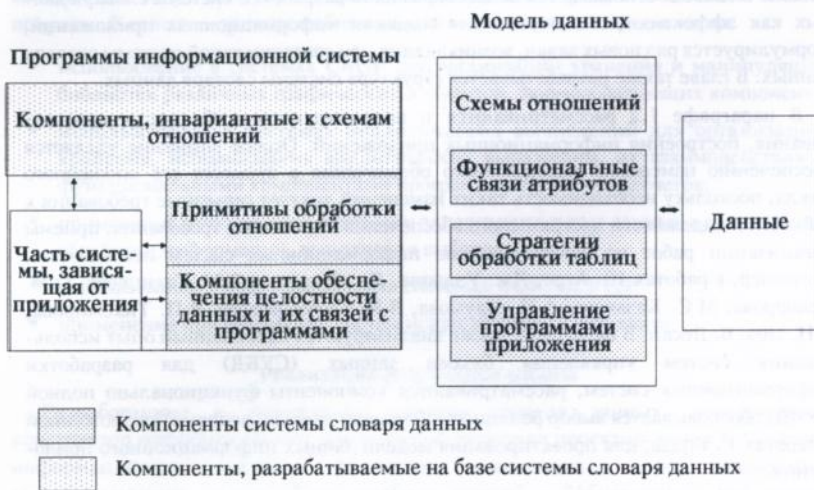 Модель данных
Программы информационной системы
Компоненты, инвариантные к схемам
отношений
Часть систе-
мы, завися-
щая от
приложения
Примитивы обработки
отношений
Компоненты обеспе-
чения целостности
данных и их связей с
программами
Схемы отношений
Функциональные
связи атрибутов
Стратегии
обработки таблиц
Управление
программами
приложения
Данные
Компоненты системы словаря данных
Компоненты, разрабатываемые на базе системы словаря данных